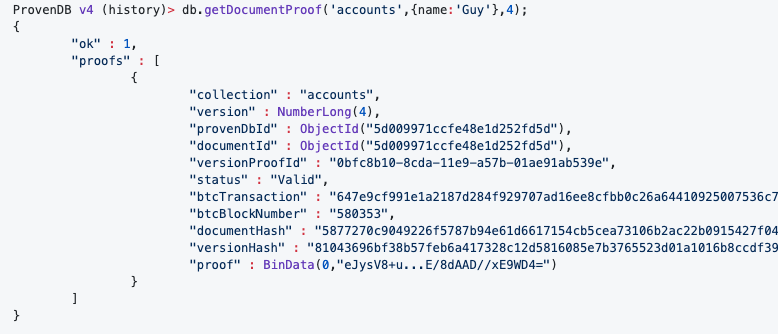 ProvenDB v4 (history)> db.getDocumentProof('accounts',{name:'Guy'},4);
{
"ok" : 1,
"proofs" : [
{
"collection" : "accounts",
"version" : NumberLong(4),
"provenDbId" : ObjectId("5d009971ccfe48e1d252fd5d"),
"documentId" : ObjectId("5d009971ccfe48e1d252fd5d"),
"versionProofId" : "0bfc8b10-8cda-11e9-a57b-01ae91ab539e",
"status" : "Valid",
"btcTransaction" : "647e9cf991e1a2187d284f929707ad16ee8cfbb0c26a64410925007536c7
"btcBlockNumber" : "580353",
"documentHash" : "5877270c9049226f5787b94e61d6617154cb5cea73106b2ac22b0915427f04
"versionHash" : "81043696bf38b57feb6a417328c12d5816085e7b3765523d01a1016b8ccdf39
"proof" : BinData(0,"eJysV8+u...E/8dAAD//xE9WD4=")
}
]
}